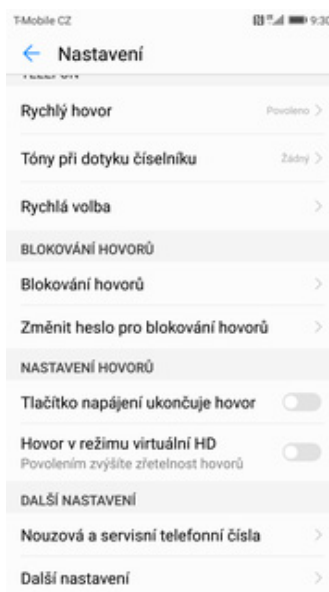 T-Mobile CZ 9:30
Nastavení
TELEFON
Rychlý hovor Povoleno
Tóny při dotyku číselníku Žádný
Rychlá volba
BLOKOVÁNÍ HOVORŮ
Blokování hovorů
Změnit heslo pro blokování hovorů
NASTAVENÍ HOVORŮ
Tlačítko napájení ukončuje hovor
Hovor v režimu virtuální HD
Povolením zvýšíte zřetelnost hovorů
DALŠÍ NASTAVENÍ
Nouzová a servisní telefonní čísla
Další nastavení